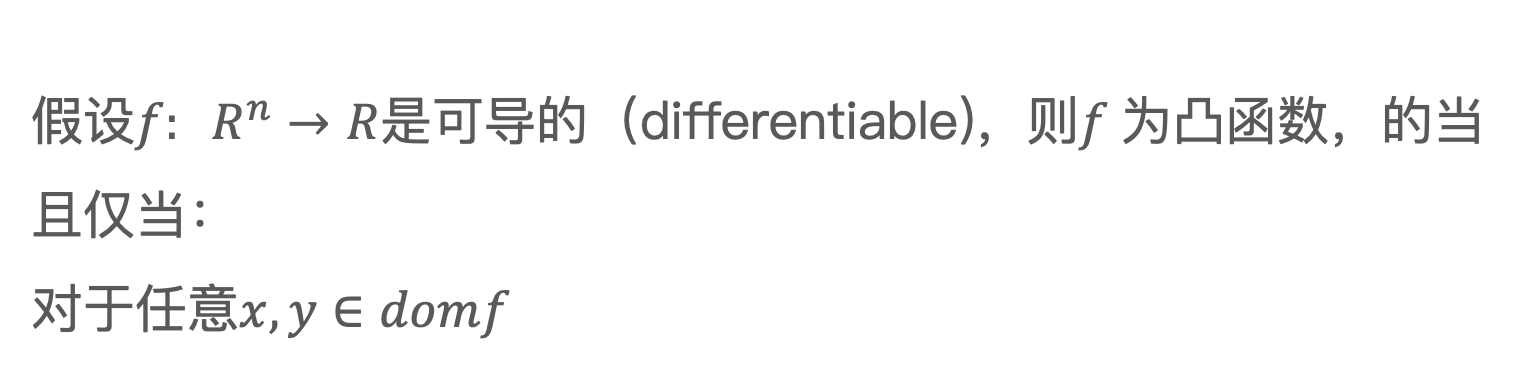 假设𝑓：𝑅ⁿ → 𝑅是可导的（differentiable)，则𝑓 为凸函数，的当
且仅当：
对于任意𝑥, 𝑦 ∈ 𝑑𝑜𝑚𝑓